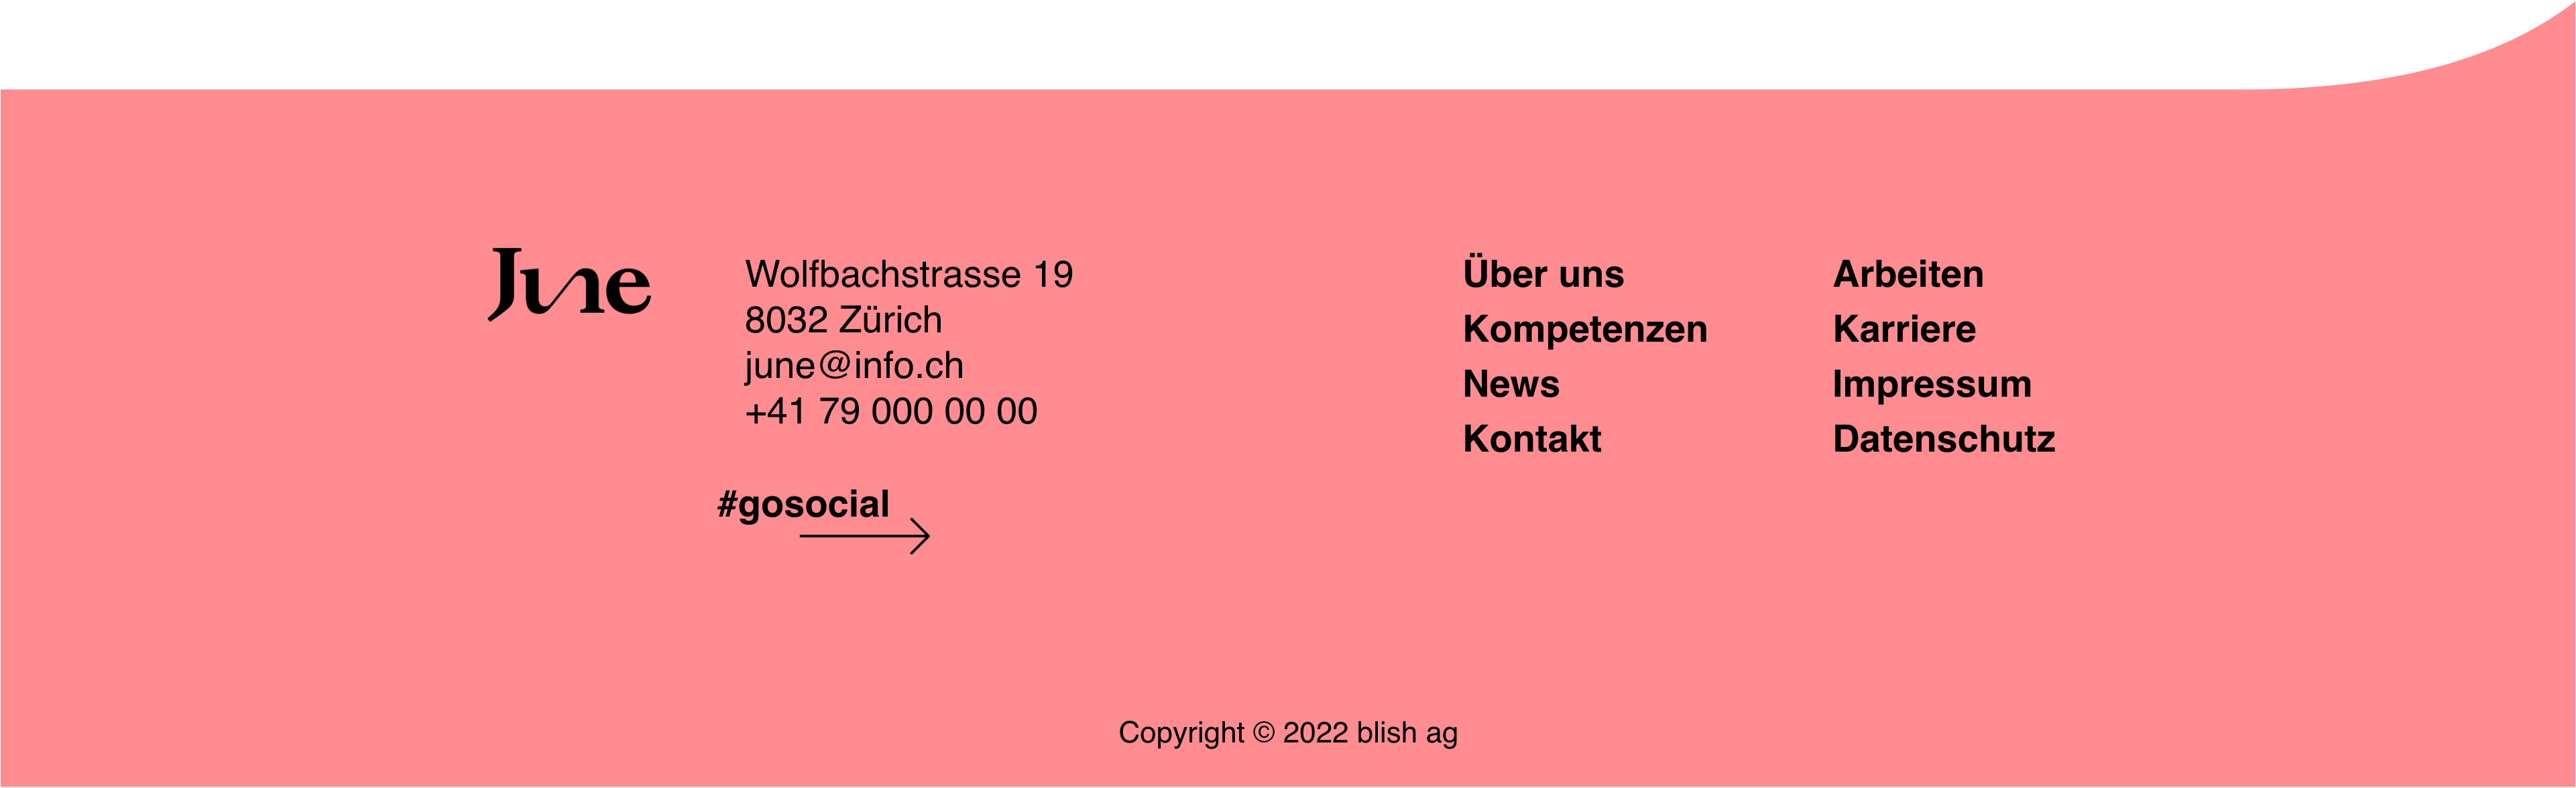 June
Wolfbachstrasse 19
8032 Zürich
june@info.ch
+41 79 000 00 00
#gosocial
Über uns
Kompetenzen
News
Kontakt
Arbeiten
Karriere
Impressum
Datenschutz
Copyright © 2022 blish ag